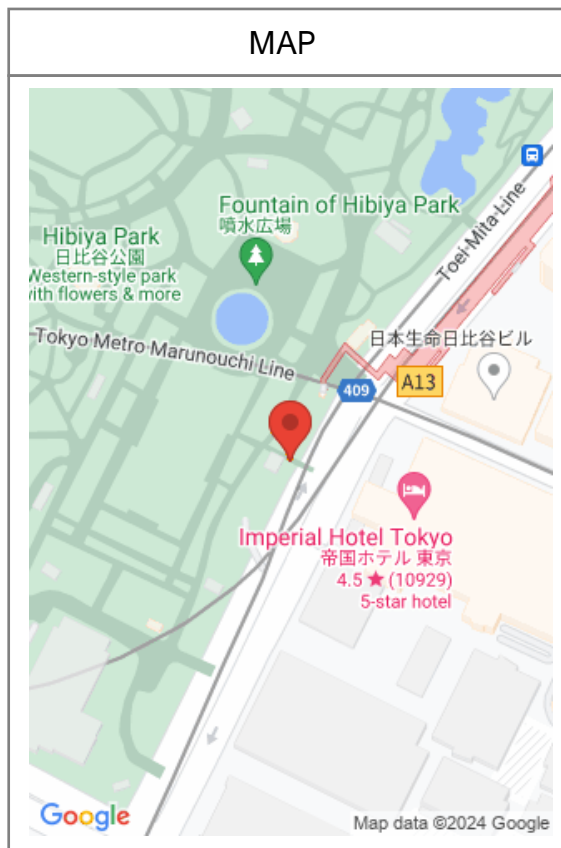 MAP
Fountain of Hibiya Park
噴水広場
Hibiya Park
日比谷公園
Western-style park
with flowers & more
Toei-Mita-Line
Tokyo Metro Marunouchi Line
日本生命日比谷ビル
409
A13
Imperial Hotel Tokyo
帝国ホテル 東京
4.5 ★ (10929)
5-star hotel
Google
Map data ©2024 Google